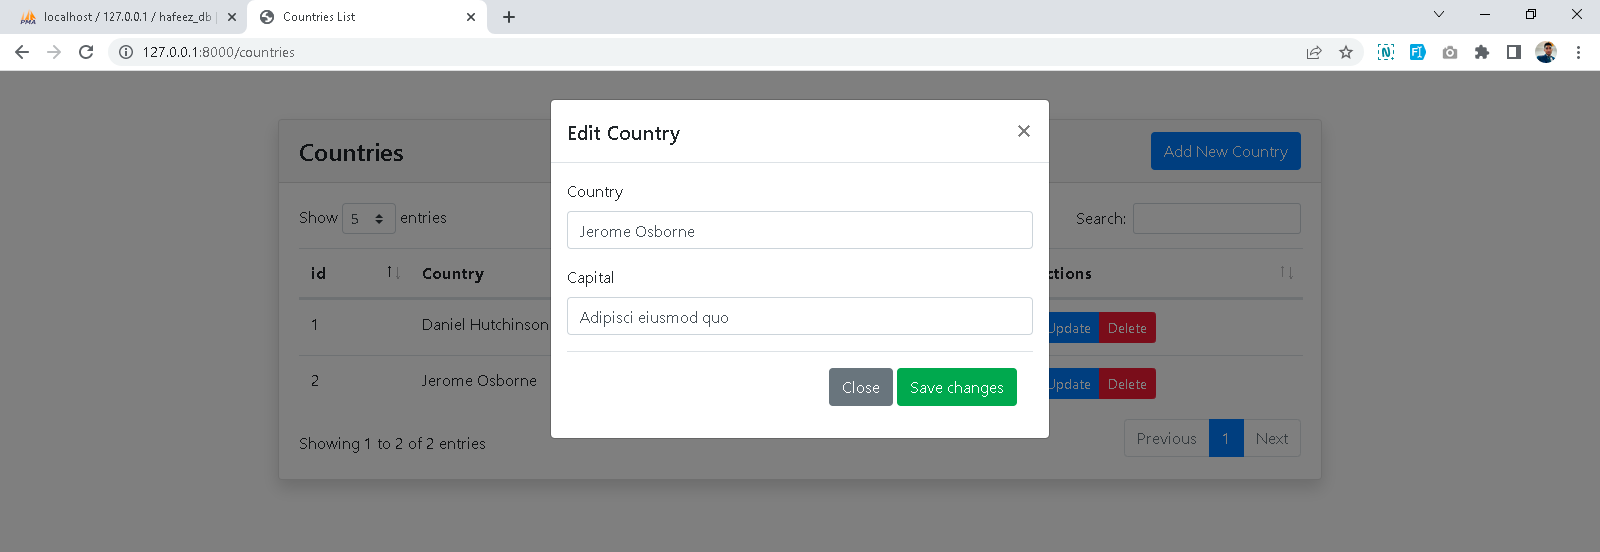 localhost / 127.0.0.1 / hafeez_db
Countries List
127.0.0.1:8000/countries
Edit Country
Countries
Add New Country
Country
Show 5 entries
Jerome Osborne
Search:
Capital
id
Country
ctions
Adipisci eiusmod quo
1
Daniel Hutchinson
Update
Delete
Close
Save changes
2
Jerome Osborne
Update
Delete
Showing 1 to 2 of 2 entries
Previous
1
Next